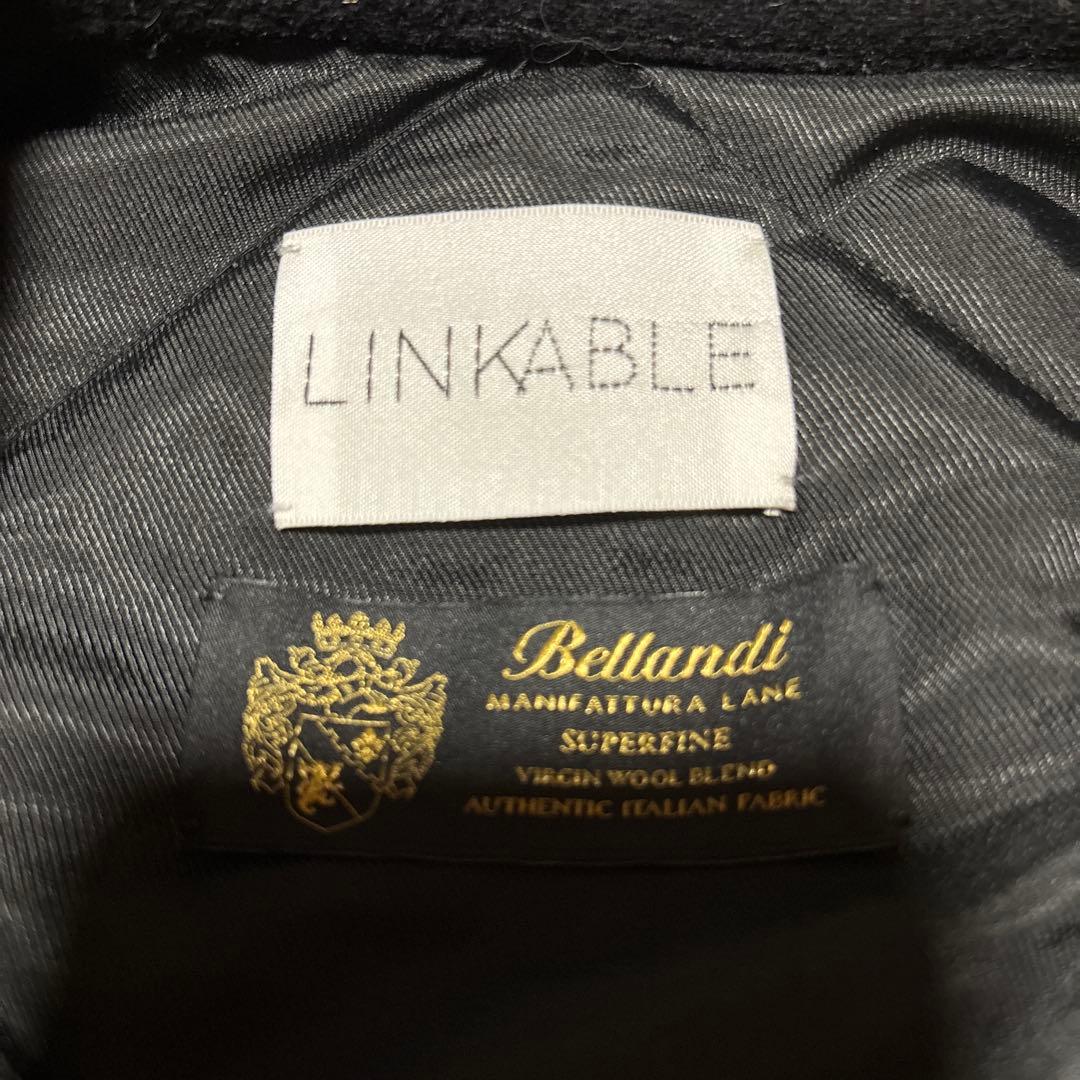 LINKABLE
Bellandi
MANIFATTURA LANE
SUPERFINE
VIRGIN WOOL BLEND
AUTHENTIC ITALIAN FABRIC